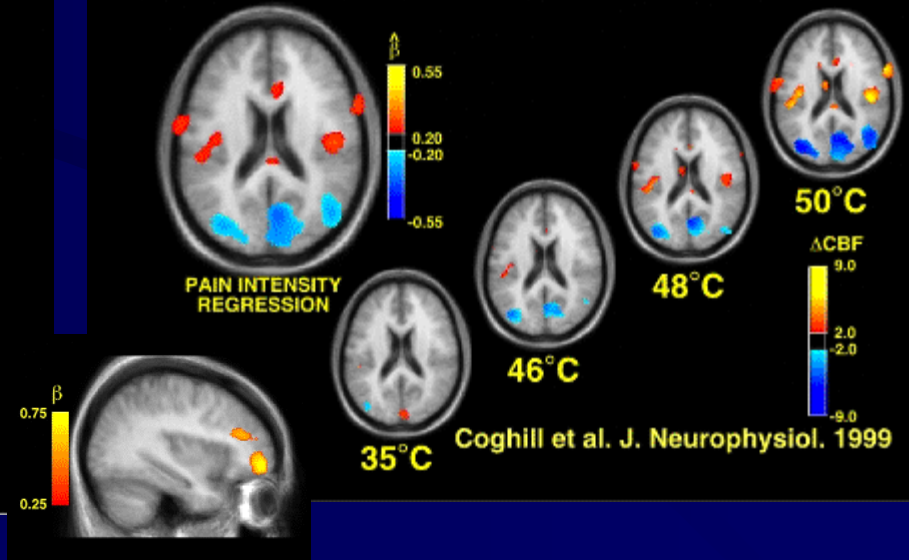 β̂
0.55
0.20
-0.20
-0.55
PAIN INTENSITY
REGRESSION
50°C
48°C
46°C
35°C
ΔCBF
9.0
2.0
-2.0
-9.0
Coghill et al. J. Neurophysiol. 1999
β
0.75
0.25